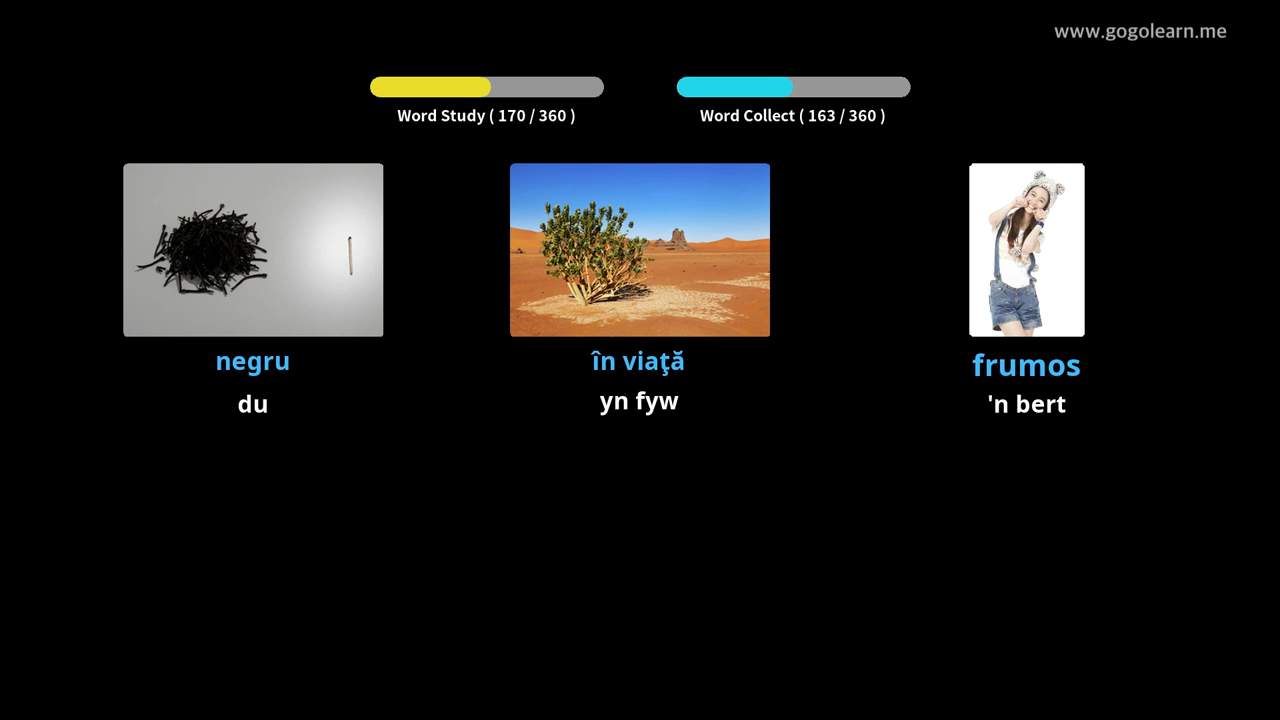 www.gogolearn.me
Word Study ( 170 / 360 )
Word Collect ( 163 / 360 )
negru
în viaţă
frumos
du
yn fyw
'n bert